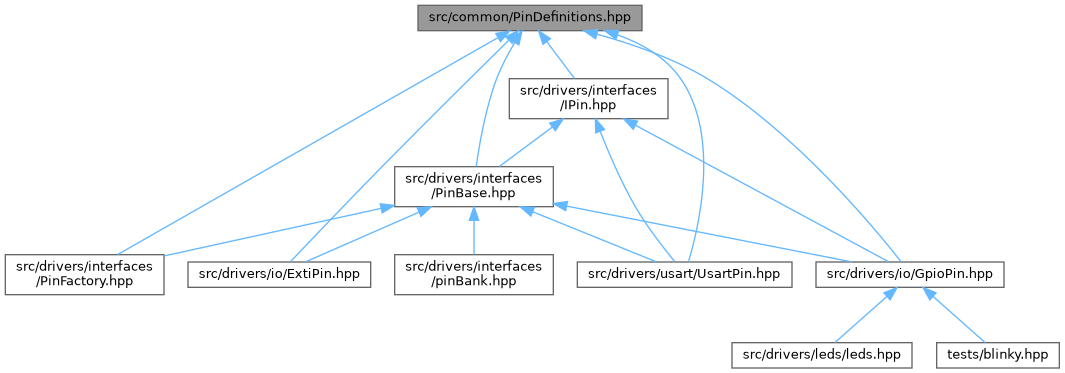 src/common/PinDefinitions.hpp
src/drivers/interfaces
/IPin.hpp
src/drivers/interfaces
/PinBase.hpp
src/drivers/interfaces
/PinFactory.hpp
src/drivers/io/ExtiPin.hpp
src/drivers/interfaces
/pinBank.hpp
src/drivers/usart/UsartPin.hpp
src/drivers/io/GpioPin.hpp
src/drivers/leds/leds.hpp
tests/blinky.hpp